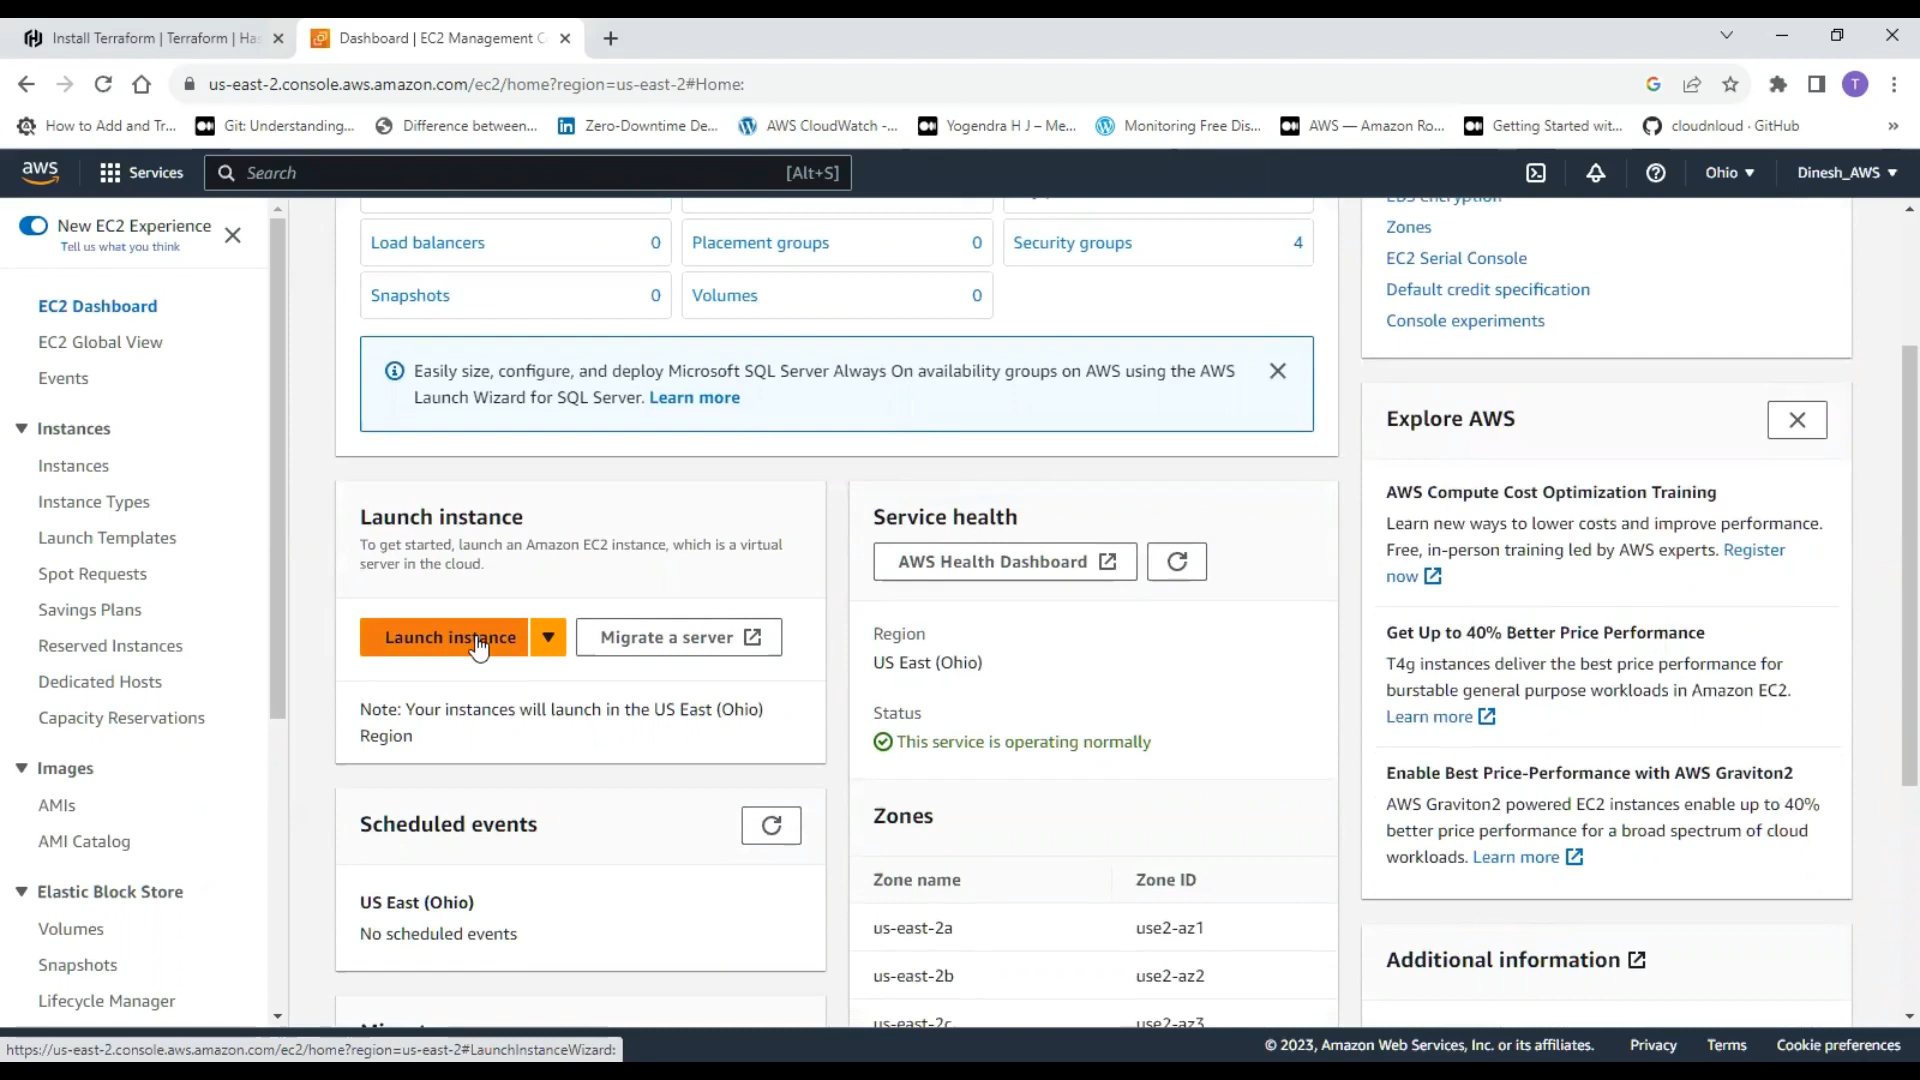 Install Terraform | Terraform | Has
Dashboard | EC2 Management C
us-east-2.console.aws.amazon.com/ec2/home?region=us-east-2#Home:
T
How to Add and Tr...
Git: Understanding...
Difference between...
Zero-Downtime De...
AWS CloudWatch -...
Yogendra H J – Me...
Monitoring Free Dis...
AWS — Amazon Ro...
Getting Started wit...
cloudnloud · GitHub
»
aws
Services
Search
[Alt+S]
Ohio
Dinesh_AWS
New EC2 Experience
Tell us what you think
EC2 Dashboard
EC2 Global View
Events
Instances
Instances
Instance Types
Launch Templates
Spot Requests
Savings Plans
Reserved Instances
Dedicated Hosts
Capacity Reservations
Images
AMIs
AMI Catalog
Elastic Block Store
Volumes
Snapshots
Lifecycle Manager
Load balancers 0
Placement groups 0
Security groups 4
Snapshots 0
Volumes 0
Easily size, configure, and deploy Microsoft SQL Server Always On availability groups on AWS using the AWS
Launch Wizard for SQL Server. Learn more
Launch instance
To get started, launch an Amazon EC2 instance, which is a virtual
server in the cloud.
Launch instance
Migrate a server
Note: Your instances will launch in the US East (Ohio)
Region
Scheduled events
US East (Ohio)
No scheduled events
Service health
AWS Health Dashboard
Region
US East (Ohio)
Status
This service is operating normally
Zones
Zone name Zone ID
us-east-2a use2-az1
us-east-2b use2-az2
us-east-2c use2-az3
EBS encryption
Zones
EC2 Serial Console
Default credit specification
Console experiments
Explore AWS
AWS Compute Cost Optimization Training
Learn new ways to lower costs and improve performance.
Free, in-person training led by AWS experts. Register
now
Get Up to 40% Better Price Performance
T4g instances deliver the best price performance for
burstable general purpose workloads in Amazon EC2.
Learn more
Enable Best Price-Performance with AWS Graviton2
AWS Graviton2 powered EC2 instances enable up to 40%
better price performance for a broad spectrum of cloud
workloads. Learn more
Additional information
https://us-east-2.console.aws.amazon.com/ec2/home?region=us-east-2#LaunchInstanceWizard:
© 2023, Amazon Web Services, Inc. or its affiliates.
Privacy
Terms
Cookie preferences